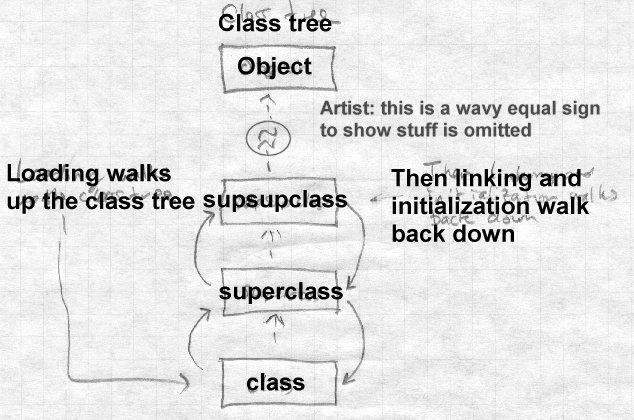 Class tree
Object
Artist: this is a wavy equal sign
to show stuff is omitted
Loading walks
up the class tree
supsupclass
Then linking and
initialization walk
back down
superclass
class